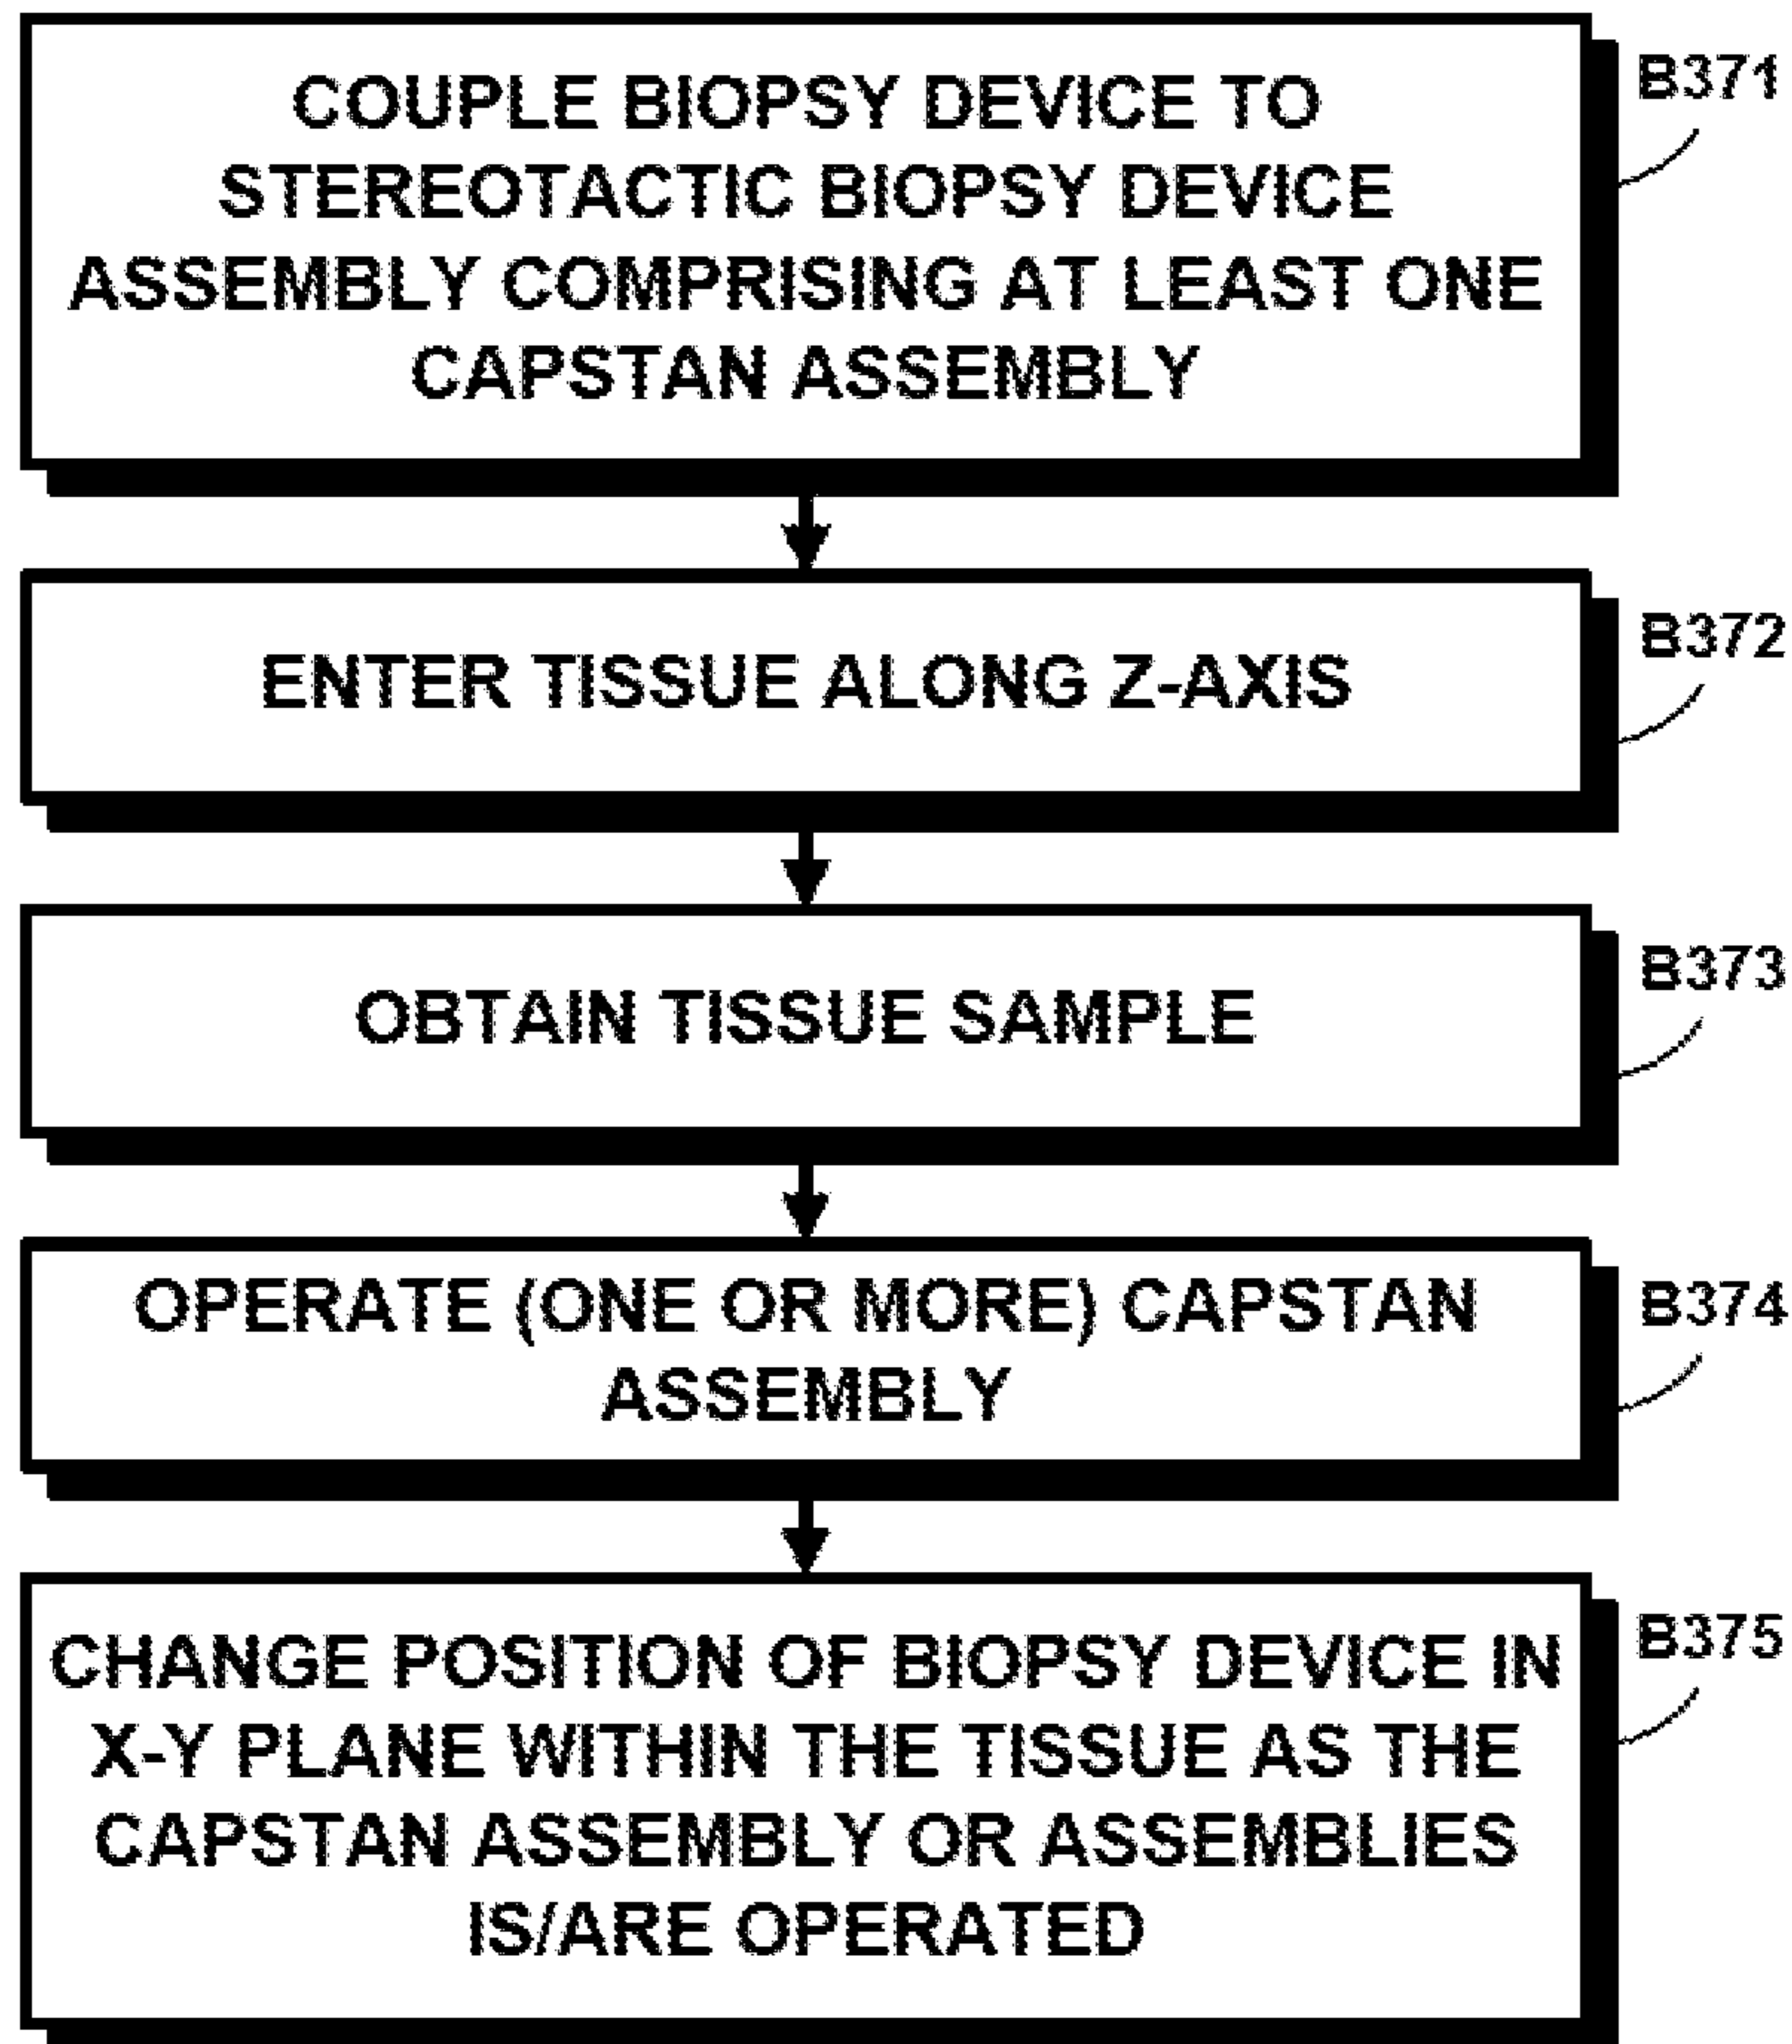 COUPLE BIOPSY DEVICE TO
STEREOTACTIC BIOPSY DEVICE
ASSEMBLY COMPRISING AT LEAST ONE
CAPSTAN ASSEMBLY
B371
ENTER TISSUE ALONG Z-AXIS
B372
OBTAIN TISSUE SAMPLE
B373
OPERATE (ONE OR MORE) CAPSTAN
ASSEMBLY
B374
CHANGE POSITION OF BIOPSY DEVICE IN
X-Y PLANE WITHIN THE TISSUE AS THE
CAPSTAN ASSEMBLY OR ASSEMBLIES
IS/ARE OPERATED
B375